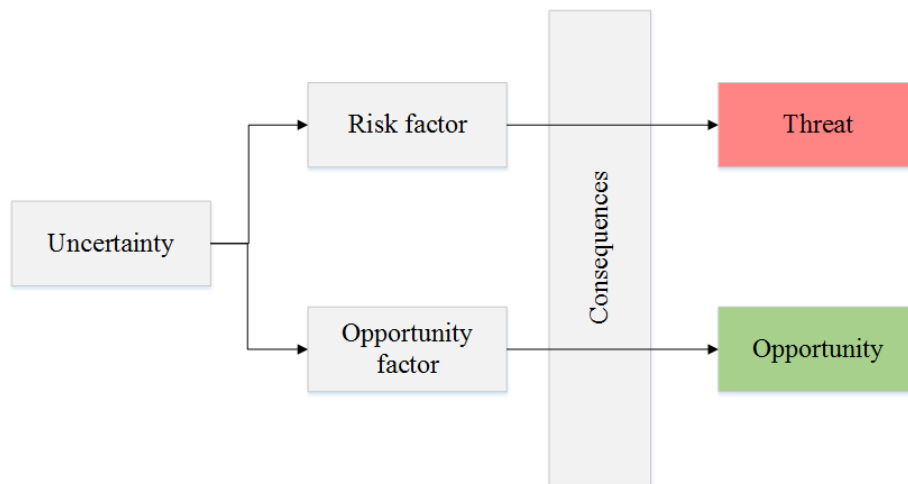 Risk factor
Threat
Uncertainty
Consequences
Opportunity
factor
Opportunity